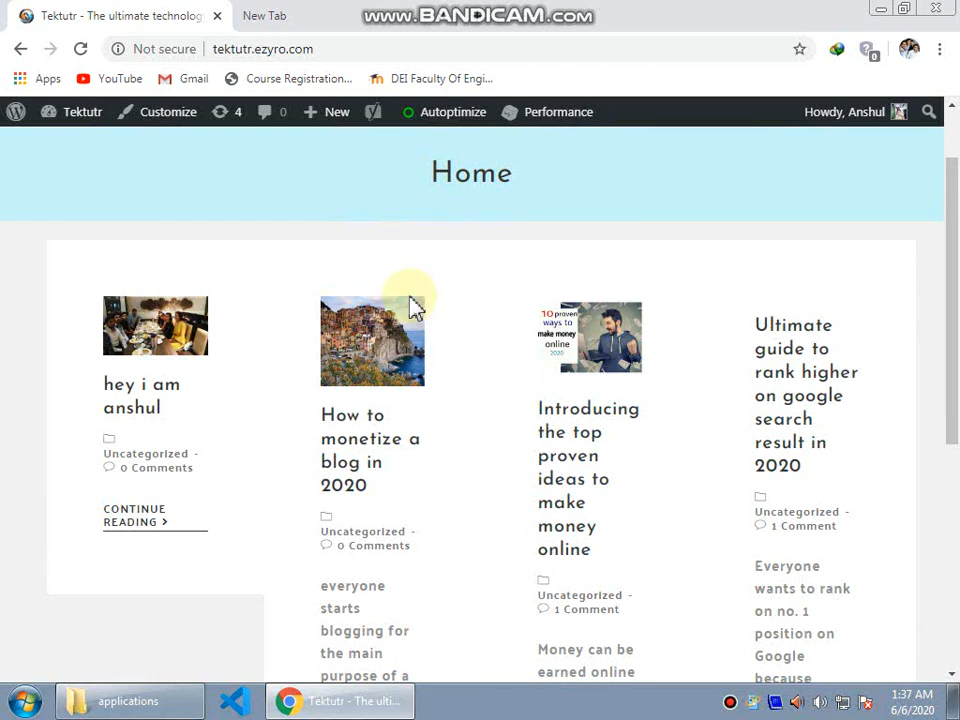 Tektutr - The ultimate technolog
New Tab
www.BANDICAM.com
Not secure
tektutr.ezyro.com
0
Apps
YouTube
Gmail
Course Registration...
DEI Faculty Of Engi...
Tektutr
Customize
4
0
New
Autoptimize
Performance
Howdy, Anshul
Home
hey i am
anshul
Uncategorized -
0 Comments
CONTINUE
READING >
How to
monetize a
blog in
2020
Uncategorized -
0 Comments
everyone
starts
blogging for
the main
purpose of a
10 proven
ways to
make money
online
2020
Introducing
the top
proven
ideas to
make
money
online
Uncategorized -
1 Comment
Money can be
earned online
Ultimate
guide to
rank higher
on google
search
result in
2020
Uncategorized -
1 Comment
Everyone
wants to rank
on no. 1
position on
Google
because
applications
Tektutr - The ulti...
1:37 AM
6/6/2020